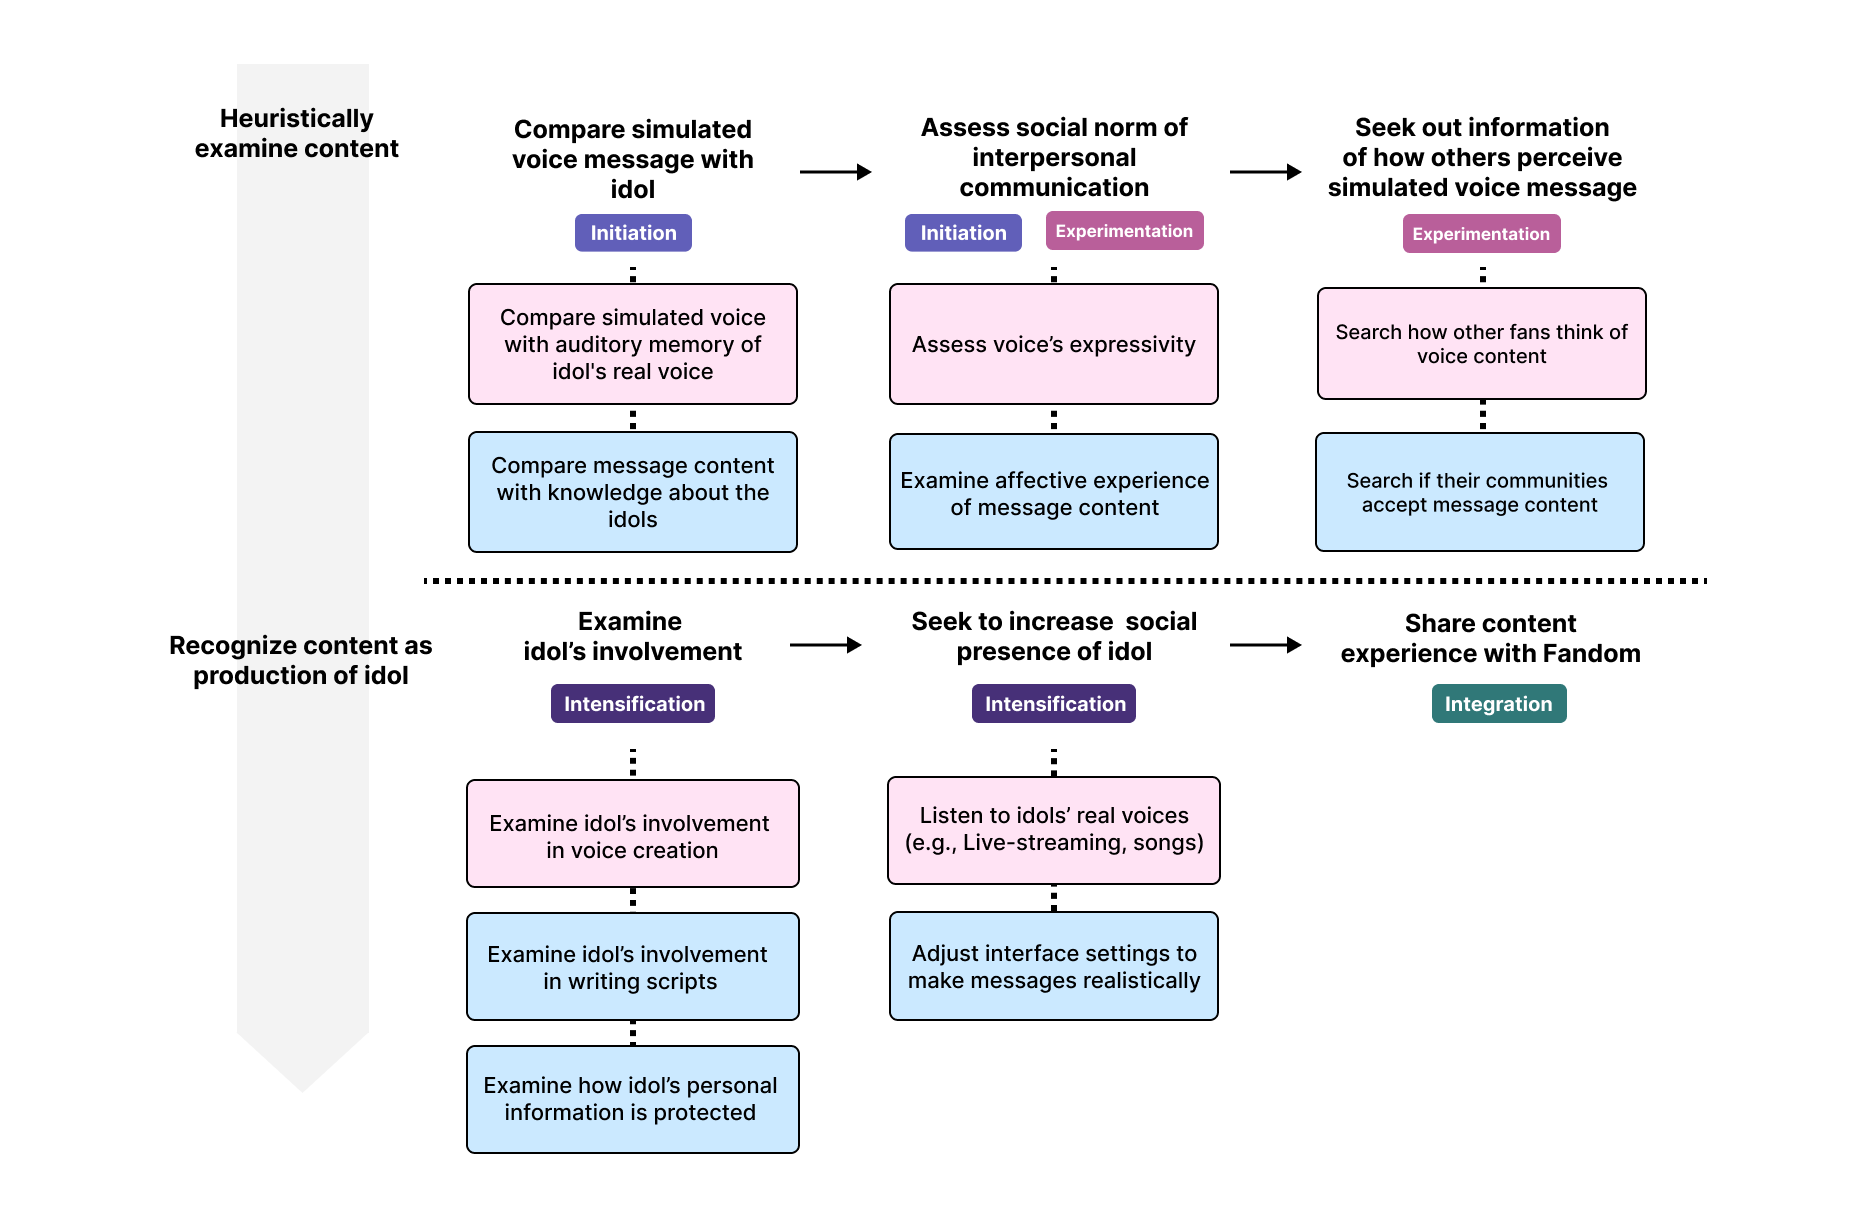 Heuristically
examine content
Compare simulated
voice message with
idol
Initiation
Assess social norm of
interpersonal
communication
Initiation
Experimentation
Seek out information
of how others perceive
simulated voice message
Experimentation
Compare simulated voice
with auditory memory of
idol's real voice
Assess voice’s expressivity
Search how other fans think of
voice content
Compare message content
with knowledge about the
idols
Examine affective experience
of message content
Search if their communities
accept message content
Recognize content as
production of idol
Examine
idol’s involvement
Intensification
Seek to increase  social
presence of idol
Intensification
Share content
experience with Fandom
Integration
Examine idol’s involvement
in voice creation
Listen to idols’ real voices
(e.g., Live-streaming, songs)
Examine idol’s involvement
in writing scripts
Adjust interface settings to
make messages realistically
Examine how idol’s personal
information is protected